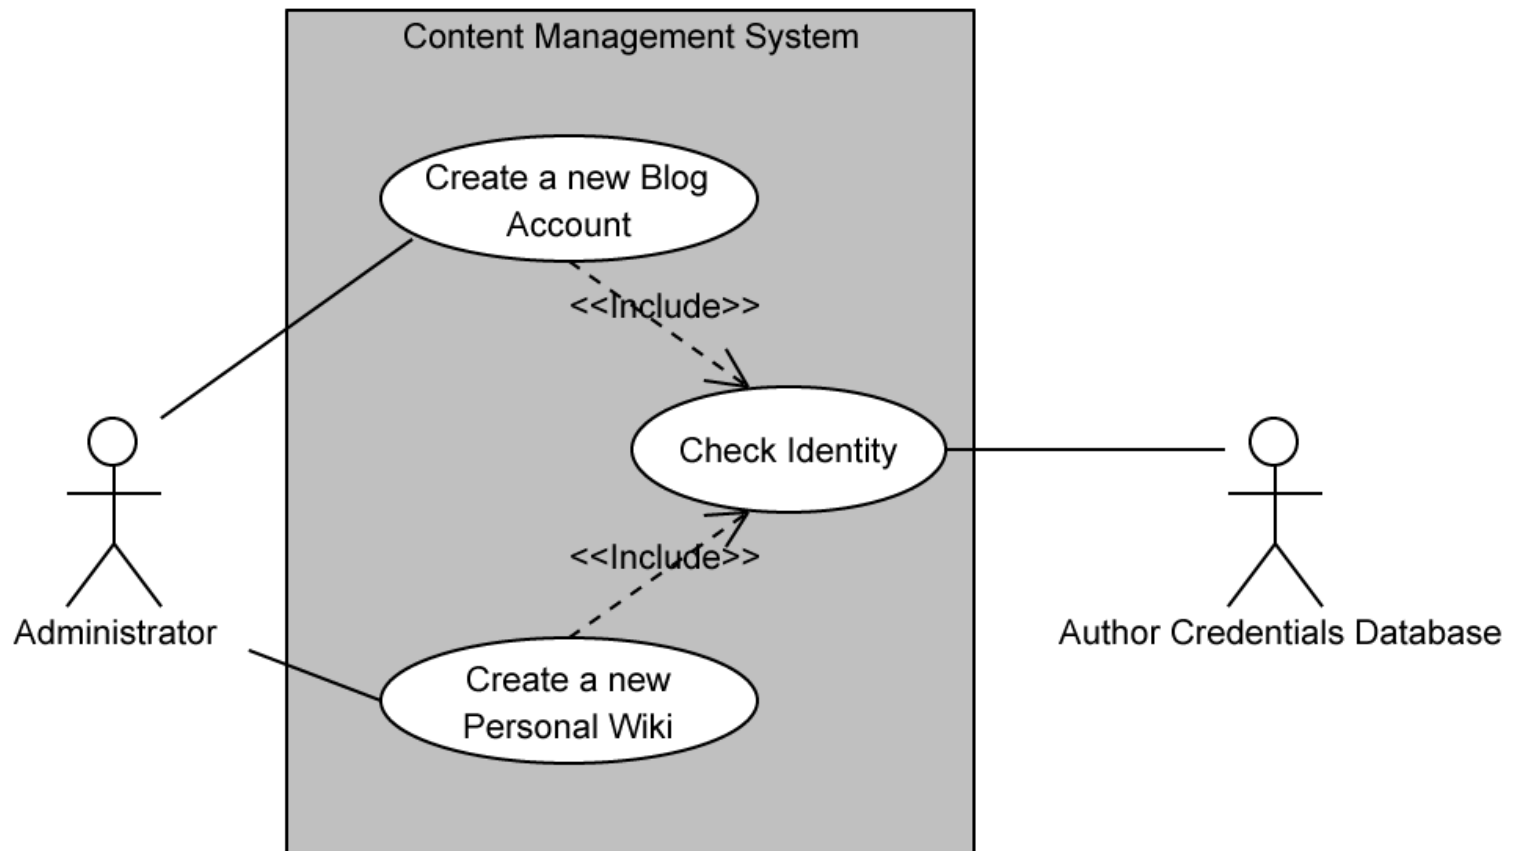 Content Management System
Create a new Blog
Account
<<Include>>
Check Identity
<<Include>>
Administrator
Author Credentials Database
Create a new
Personal Wiki